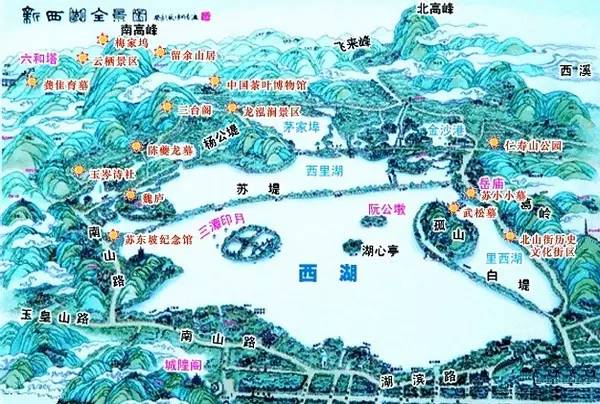 新西湖全景图
北高峰
南高峰
梅家坞
飞来峰
六和塔
云栖景区
留余山居
西溪
龚佳育墓
中国茶叶博物馆
三台阁
龙泓涧景区
杨公堤
茅家埠
金沙港
陈夔龙墓
仁寿山公园
玉岑诗社
西里湖
岳庙
魏庐
苏堤
苏小小墓
葛岭
武松墓
阮公墩
三潭印月
孤山
南山路
苏东坡纪念馆
北山街历史
文化街区
湖心亭
里西湖
西湖
白堤
玉皇山路
南山路
城隍阁
湖滨路